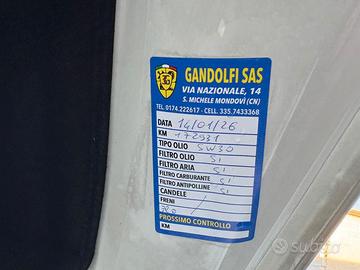 GANDOLFI SAS
VIA NAZIONALE, 14
S. MICHELE MONDOVÌ (CN)
TEL. 0174.222617 - CELL. 335.7433368
DATA 14/01/26
KM 172931
TIPO OLIO 5W30
FILTRO OLIO SI
FILTRO ARIA SI
FILTRO CARBURANTE SI
FILTRO ANTIPOLLINE SI
CANDELE
FRENI
PROSSIMO CONTROLLO
KM
subito